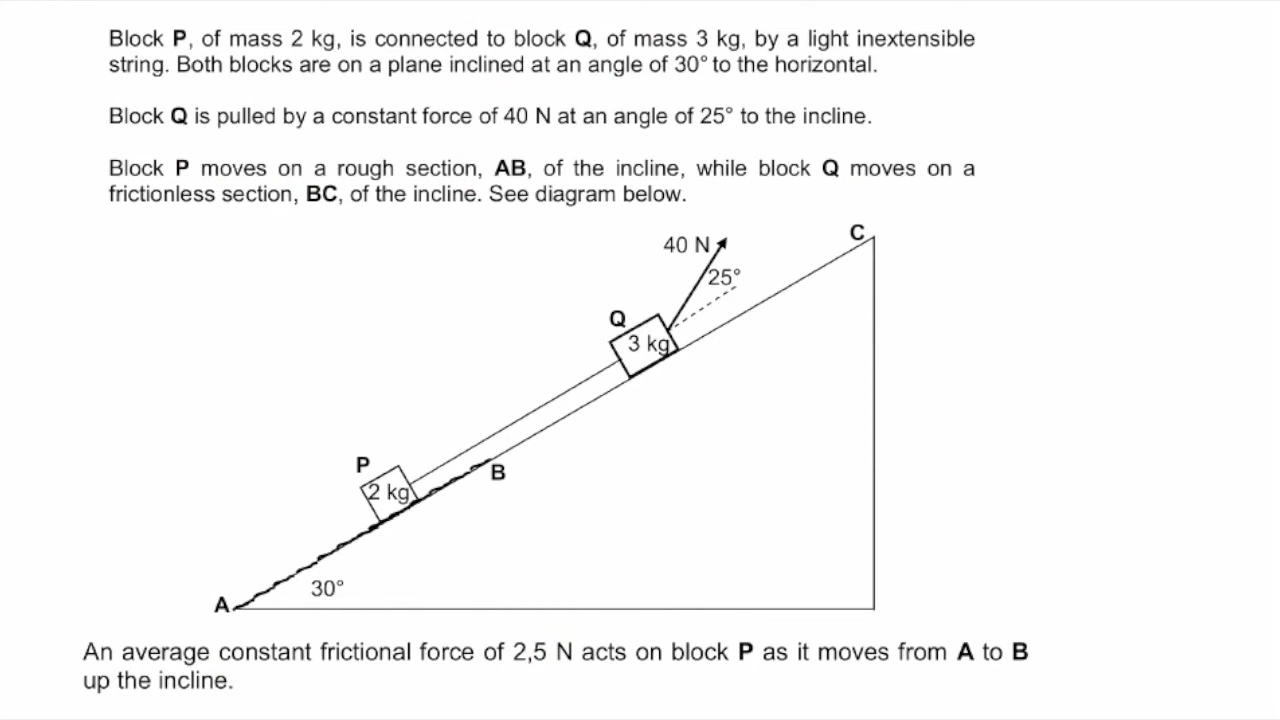 Block P, of mass 2 kg, is connected to block Q, of mass 3 kg, by a light inextensible
string. Both blocks are on a plane inclined at an angle of 30° to the horizontal.
Block Q is pulled by a constant force of 40 N at an angle of 25° to the incline.
Block P moves on a rough section, AB, of the incline, while block Q moves on a
frictionless section, BC, of the incline. See diagram below.
C
40 N
25°
Q
3 kg
P
B
2 kg
30°
A
An average constant frictional force of 2,5 N acts on block P as it moves from A to B
up the incline.